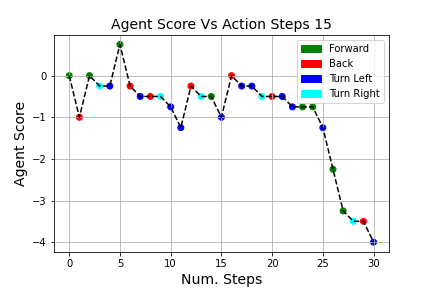 Agent Score Vs Action Steps 15
Forward
Back
Turn Left
Turn Right
0
−1
−2
−3
−4
Agent Score
0
5
10
15
20
25
30
Num. Steps